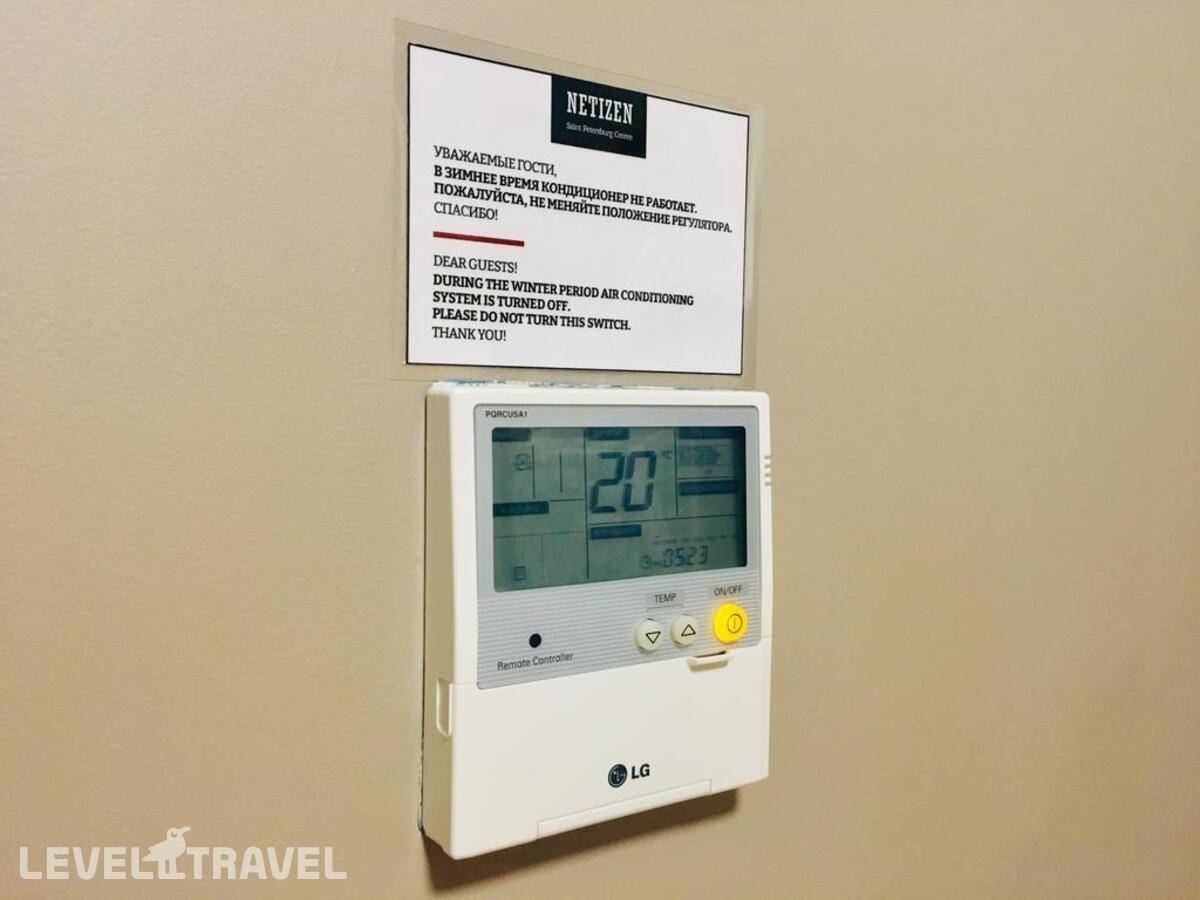 NETIZEN
Saint Petersburg Centre
УВАЖАЕМЫЕ ГОСТИ,
В ЗИМНЕЕ ВРЕМЯ КОНДИЦИОНЕР НЕ РАБОТАЕТ.
ПОЖАЛУЙСТА, НЕ МЕНЯЙТЕ ПОЛОЖЕНИЕ РЕГУЛЯТОРА.
СПАСИБО!
DEAR GUESTS!
DURING THE WINTER PERIOD AIR CONDITIONING
SYSTEM IS TURNED OFF.
PLEASE DO NOT TURN THIS SWITCH.
THANK YOU!
PQRCUSA1
20 °C
05:23
TEMP
ON/OFF
Remote Controller
LG
LEVEL TRAVEL